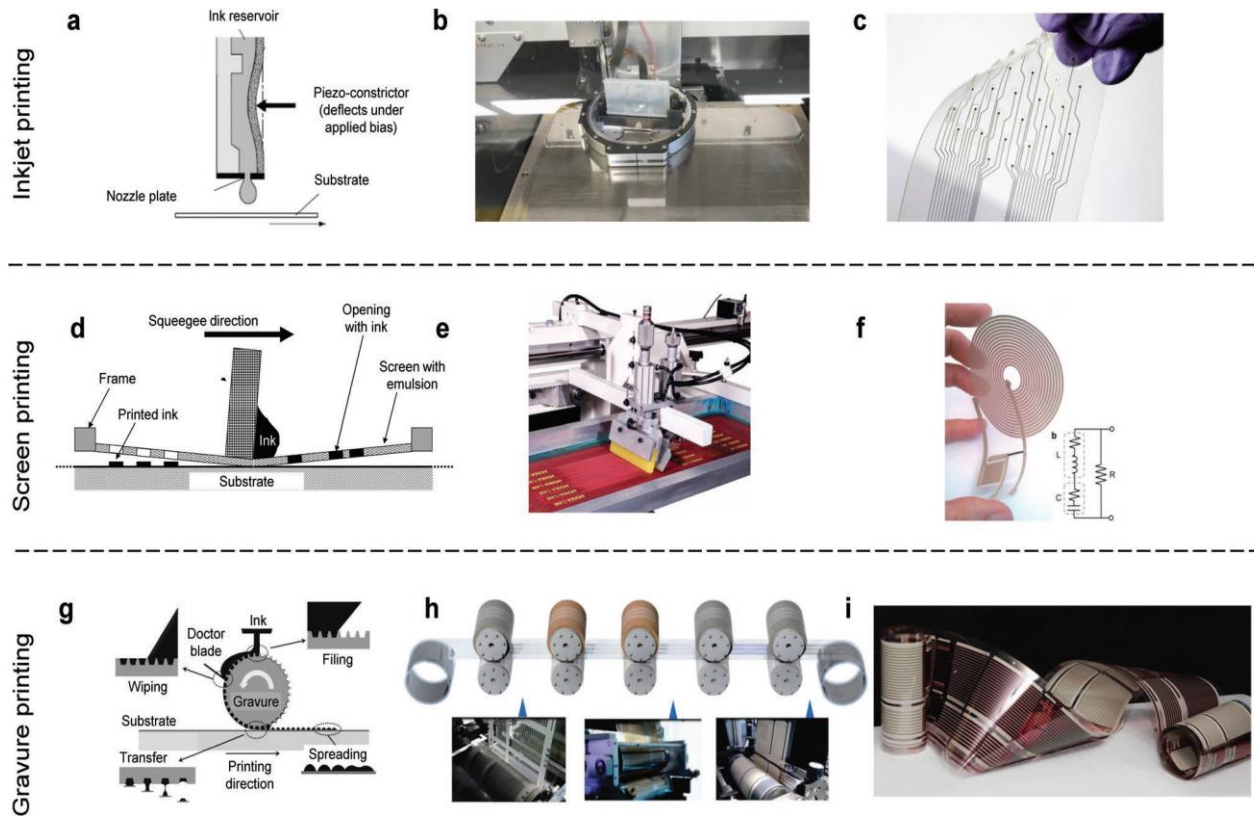 Inkjet printing
a
Ink reservoir
Piezo-constrictor
(deflects under
applied bias)
Nozzle plate
Substrate
b
c
Screen printing
d
Squeegee direction
Opening
with ink
Screen with
emulsion
Frame
Printed ink
Ink
Substrate
e
f
b
L
C
R
Gravure printing
g
Ink
Doctor
blade
Wiping
Filing
Gravure
Substrate
Transfer
Printing
direction
Spreading
h
i